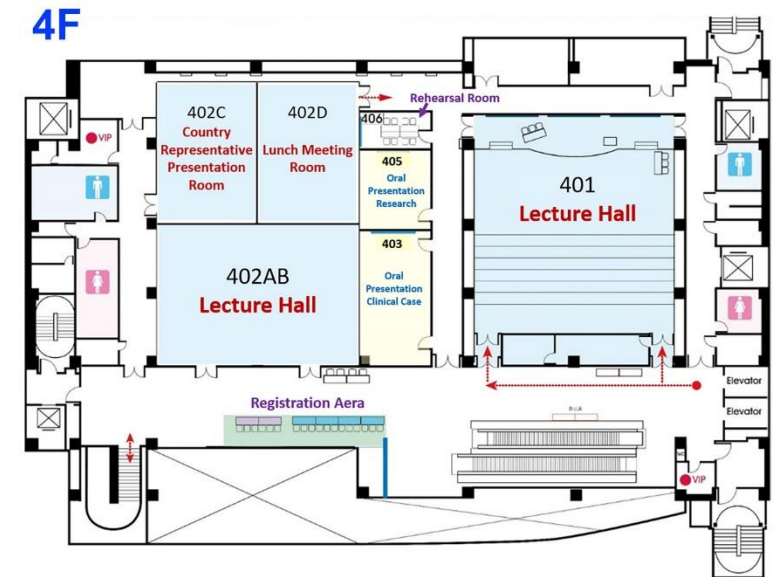 4F
402C
Country
Representative
Presentation
Room
402D
Lunch Meeting
Room
Rehearsal Room
406
405
Oral
Presentation
Research
403
Oral
Presentation
Clinical Case
401
Lecture Hall
402AB
Lecture Hall
VIP
Registration Aera
Elevator
Elevator
VIP